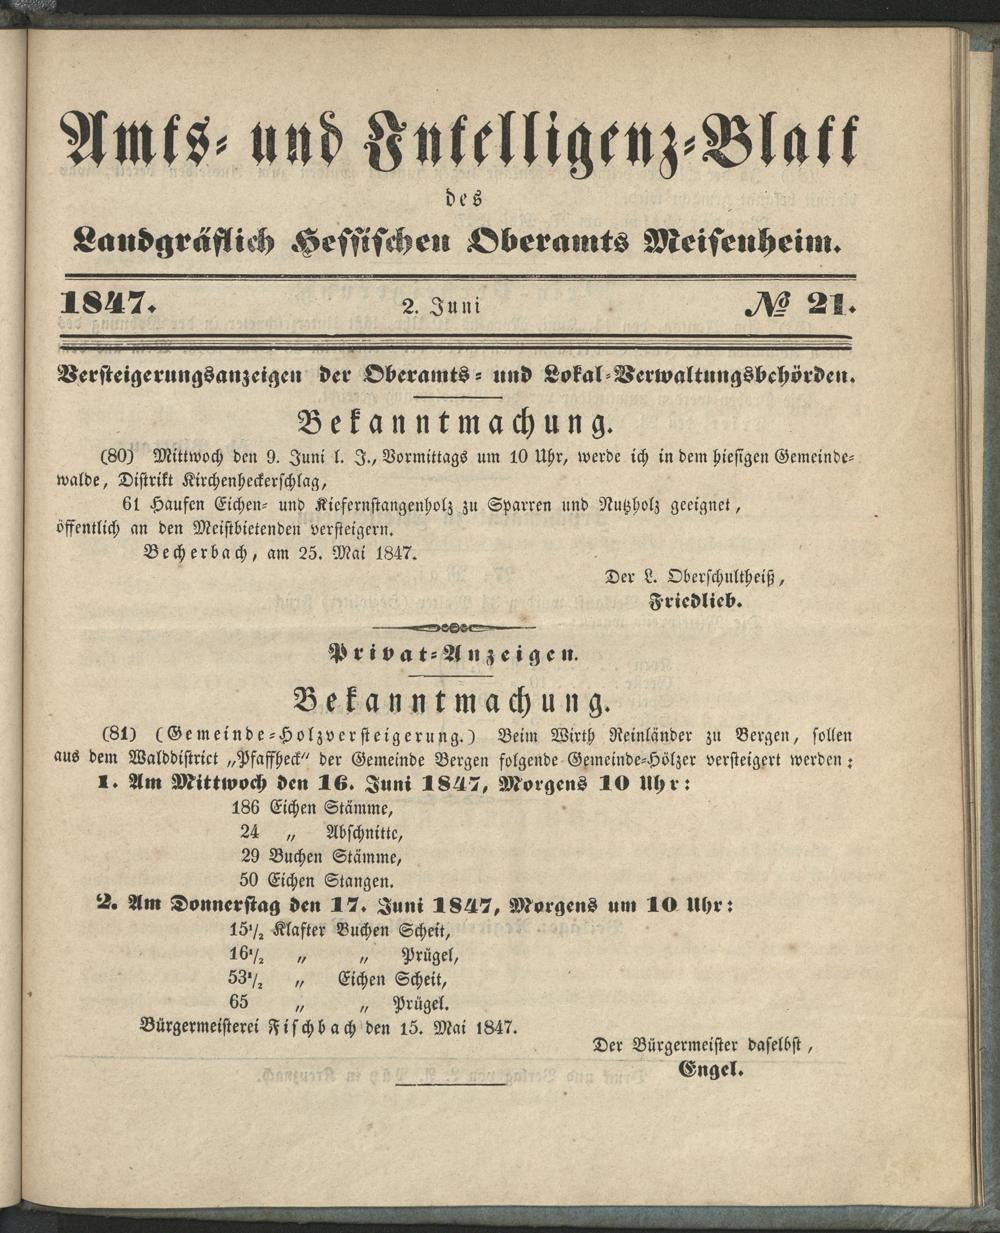 Amts- und Intelligenz-Blatt
des
Landgräflich Hessischen Oberamts Meisenheim.
1847. 2. Juni № 21.
Versteigerungsanzeigen der Oberamts- und Lokal-Verwaltungsbehörden.
Bekanntmachung.
(80) Mittwoch den 9. Juni l. J., Vormittags um 10 Uhr, werde ich in dem hiesigen Gemeinde-
walde, Distrikt Kirchenheckerschlag,
61 Haufen Eichen- und Kiefernstangenholz zu Sparren und Nutzholz geeignet,
öffentlich an den Meistbietenden versteigern.
Becherbach, am 25. Mai 1847.
Der L. Oberschultheiß,
Friedlieb.
Privat-Anzeigen.
Bekanntmachung.
(81) (Gemeinde-Holzversteigerung.) Beim Wirth Reinländer zu Bergen, sollen
aus dem Walddistrict „Pfaffheck“ der Gemeinde Bergen folgende Gemeinde-Hölzer versteigert werden:
1. Am Mittwoch den 16. Juni 1847, Morgens 10 Uhr:
186 Eichen Stämme,
24 „ Abschnitte,
29 Buchen Stämme,
50 Eichen Stangen.
2. Am Donnerstag den 17. Juni 1847, Morgens um 10 Uhr:
15 1/2 Klafter Buchen Scheit,
16 1/2 „ „ Prügel,
53 1/2 „ Eichen Scheit,
65 „ „ Prügel.
Bürgermeisterei Fischbach den 15. Mai 1847.
Der Bürgermeister daselbst,
Engel.